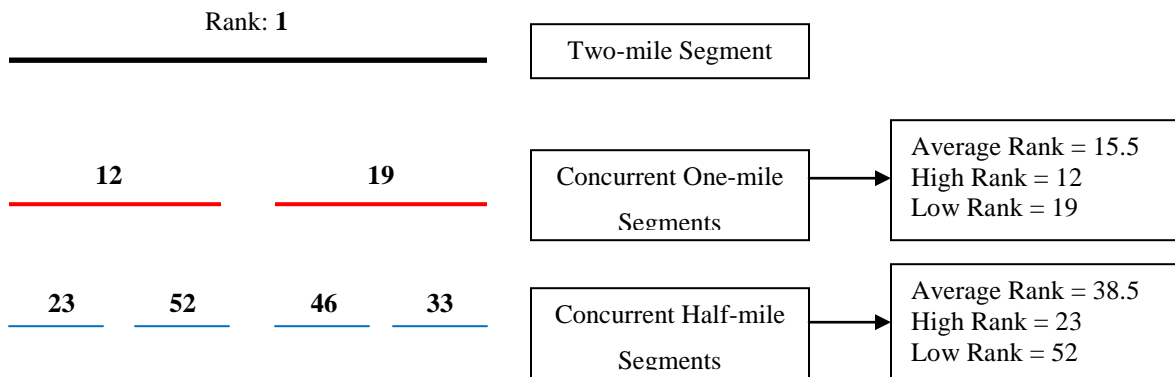 Rank: 1
Two-mile Segment
12 19
Concurrent One-mile
Segments
Average Rank = 15.5
High Rank = 12
Low Rank = 19
23 52 46 33
Concurrent Half-mile
Segments
Average Rank = 38.5
High Rank = 23
Low Rank = 52